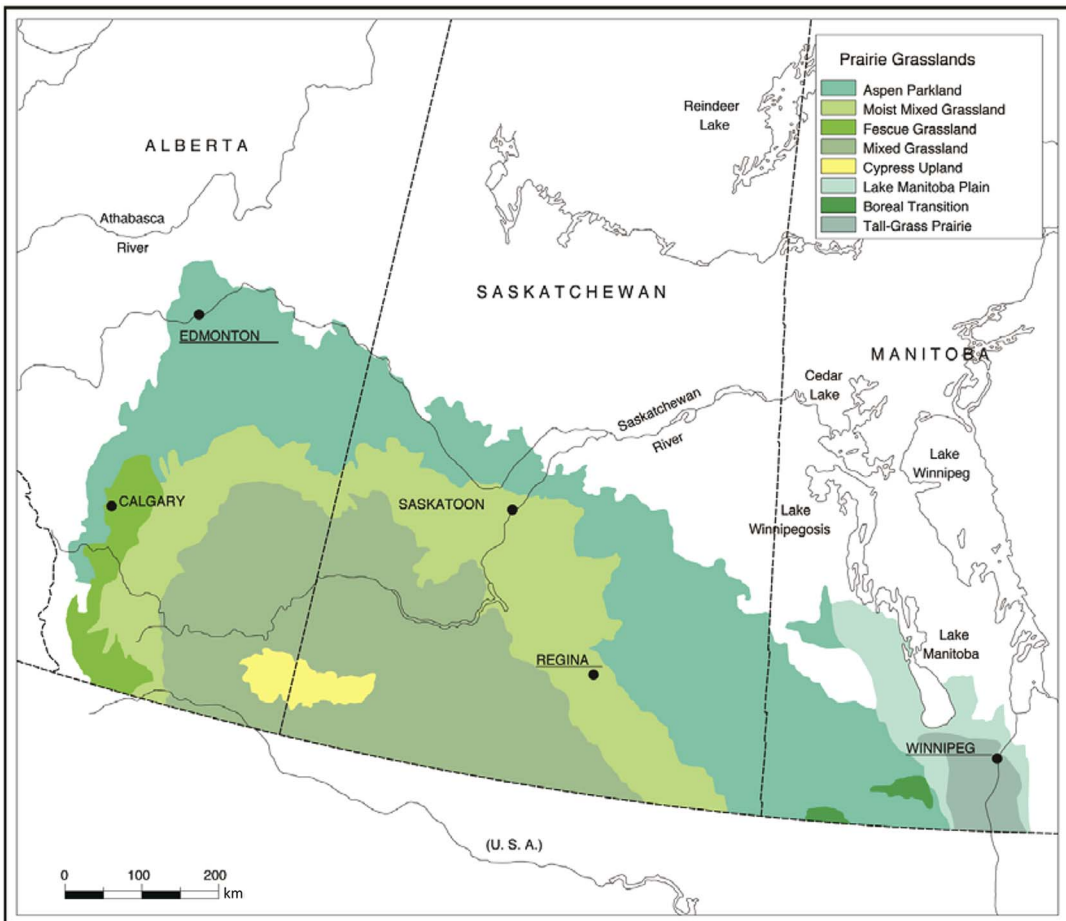 Prairie Grasslands
Aspen Parkland
Moist Mixed Grassland
Fescue Grassland
Mixed Grassland
Cypress Upland
Lake Manitoba Plain
Boreal Transition
Tall-Grass Prairie
Reindeer
Lake
ALBERTA
Athabasca
River
SASKATCHEWAN
EDMONTON
MANITOBA
Cedar
Lake
Saskatchewan
River
Lake
Winnipeg
CALGARY
SASKATOON
Lake
Winnipegosis
Lake
Manitoba
REGINA
WINNIPEG
(U. S. A.)
0 100 200
km